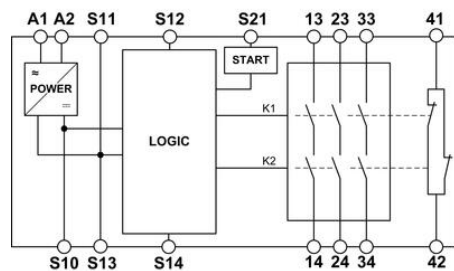 A1 A2 S11 S12 S21 13 23 33 41
START
≂
POWER
⎓
K1
LOGIC
K2
S10 S13 S14 14 24 34 42